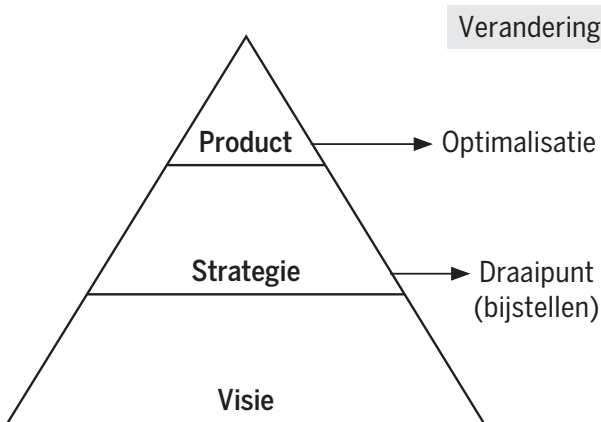 Verandering
Product
Optimalisatie
Strategie
Draaipunt
(bijstellen)
Visie